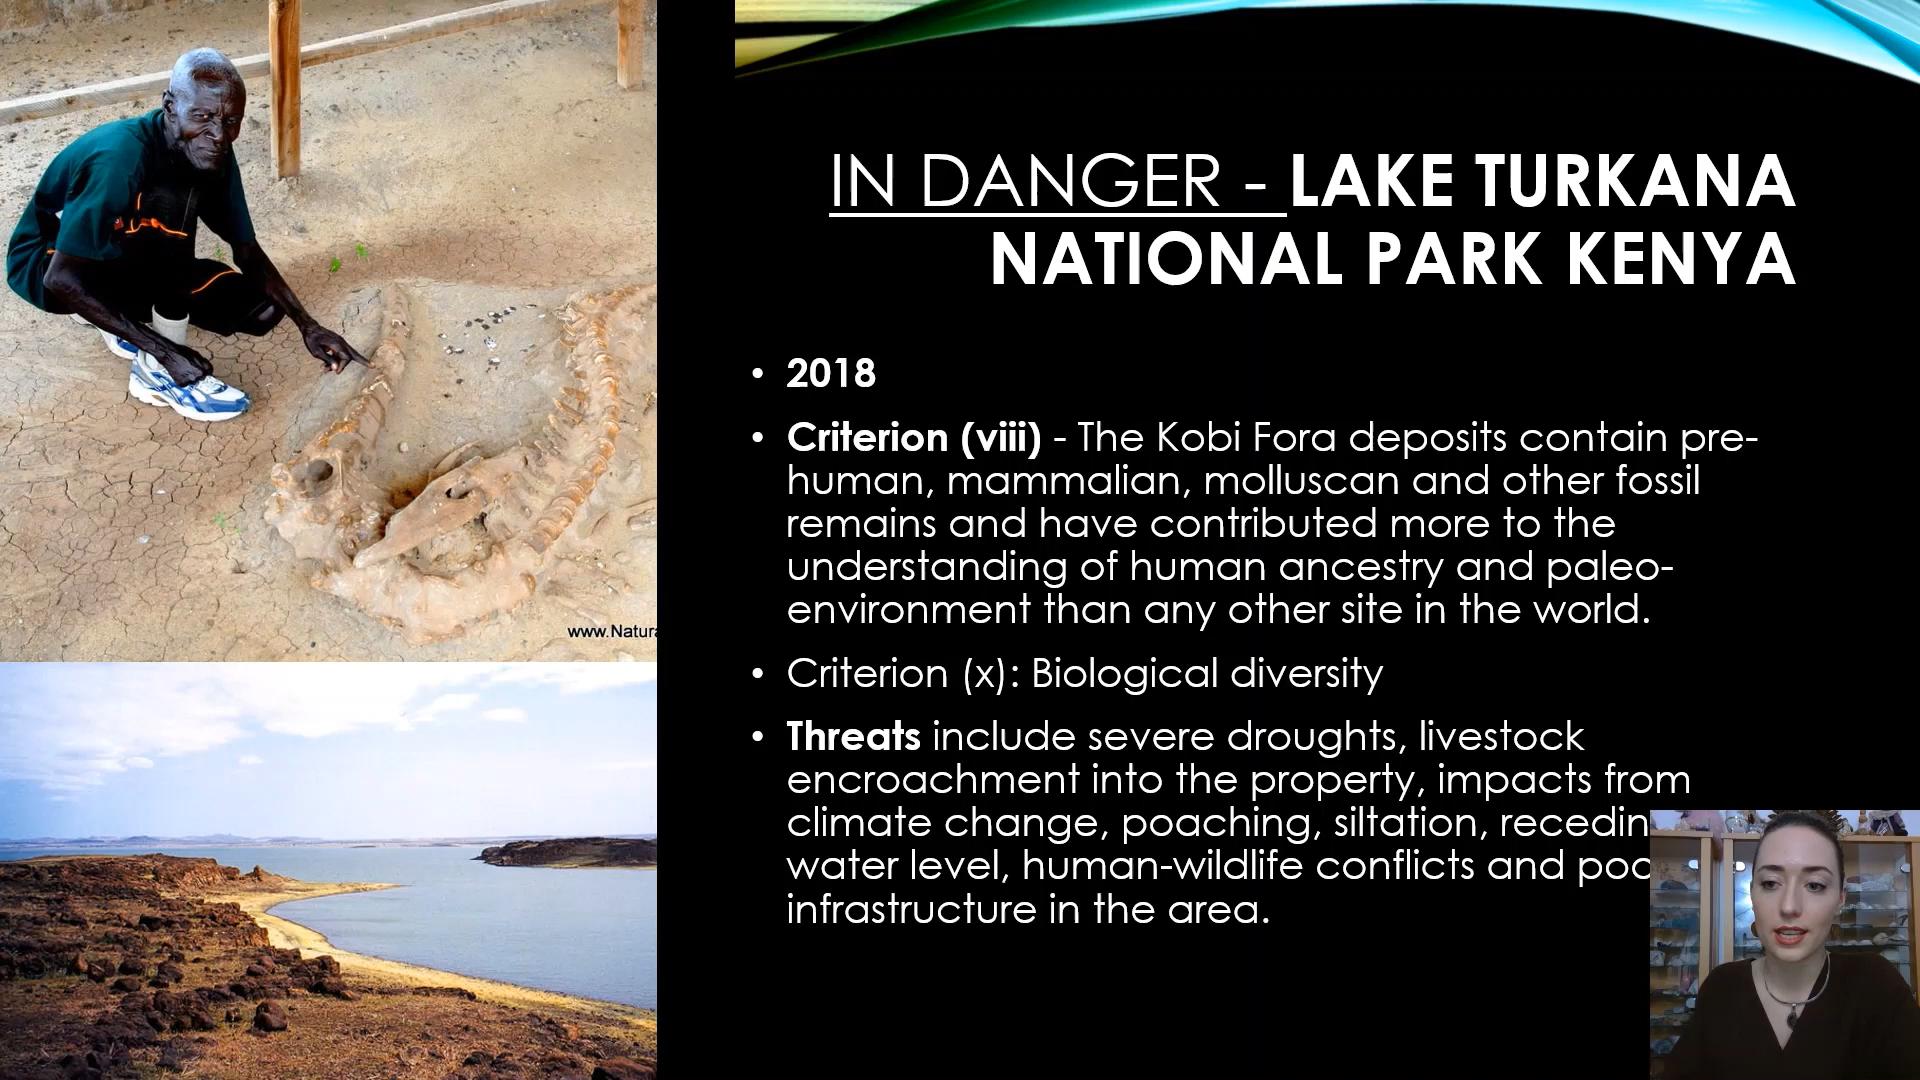 IN DANGER - LAKE TURKANA
NATIONAL PARK KENYA
• 2018
• Criterion (viii) - The Kobi Fora deposits contain pre-
human, mammalian, molluscan and other fossil
remains and have contributed more to the
understanding of human ancestry and paleo-
environment than any other site in the world.
• Criterion (x): Biological diversity
• Threats include severe droughts, livestock
encroachment into the property, impacts from
climate change, poaching, siltation,
water level, human-wildlife conflicts and
infrastructure in the area.